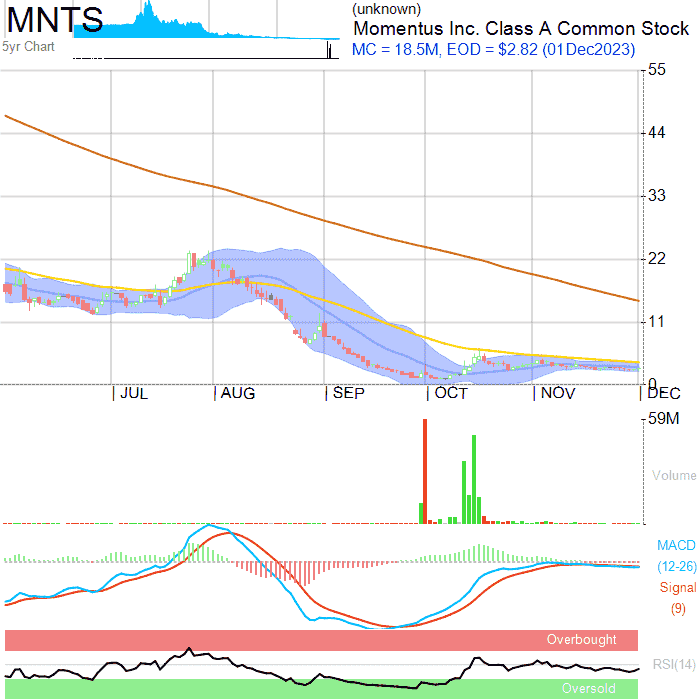 MNTS
(unknown)
Momentus Inc. Class A Common Stock
5yr Chart
MC = 18.5M, EOD = $2.82 (01Dec2023)
55
44
33
22
11
0
JUL
AUG
SEP
OCT
NOV
DEC
59M
Volume
MACD
(12-26)
Signal
(9)
Overbought
RSI(14)
Oversold